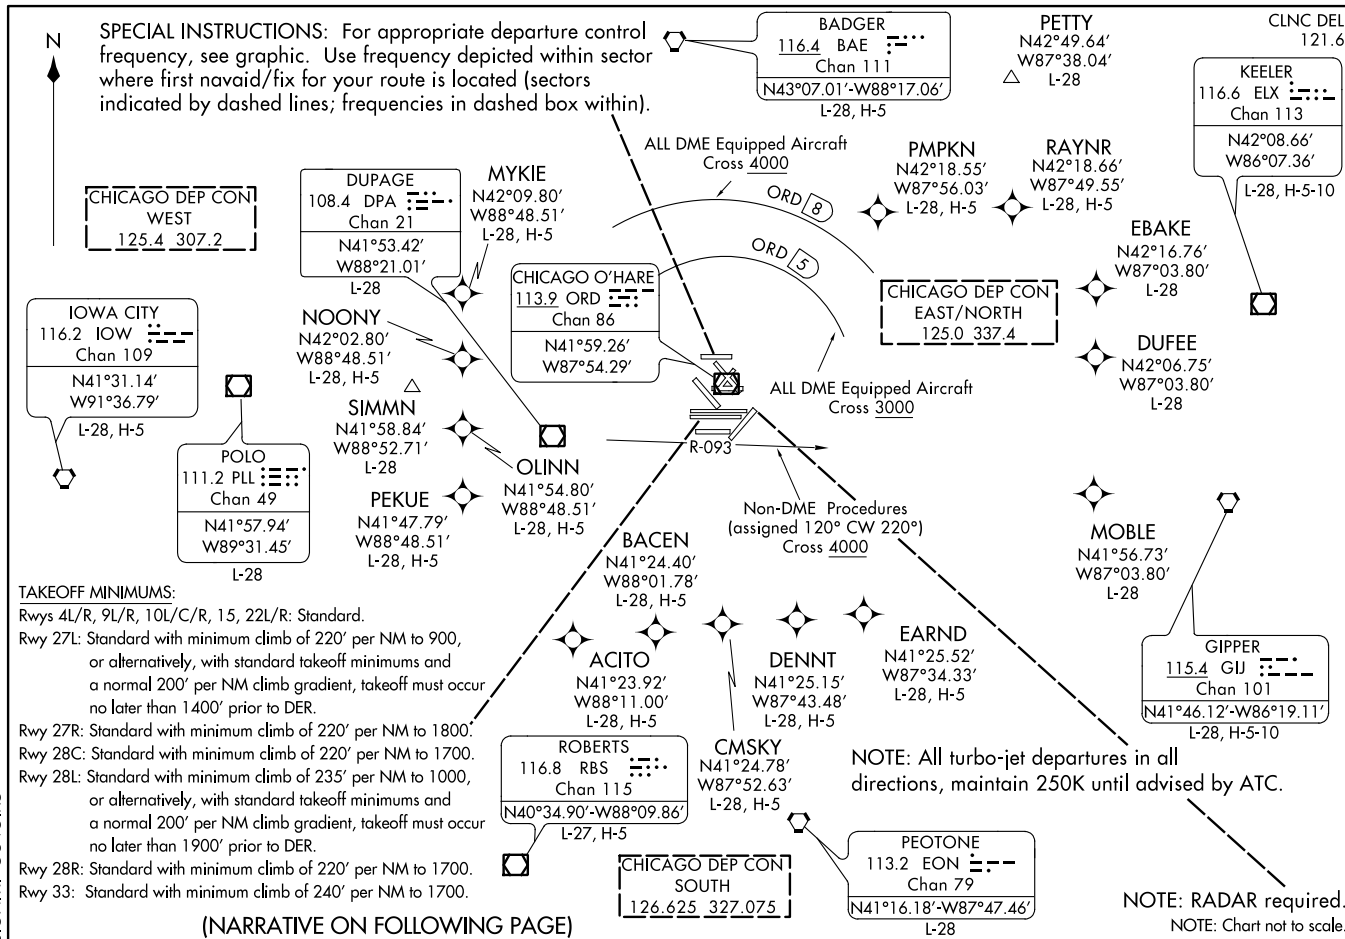 SPECIAL INSTRUCTIONS: For appropriate departure control
frequency, see graphic. Use frequency depicted within sector
where first navaid/fix for your route is located (sectors
indicated by dashed lines; frequencies in dashed box within).
N
BADGER
116.4 BAE
Chan 111
N43°07.01'-W88°17.06'
L-28, H-5
PETTY
N42°49.64'
W87°38.04'
L-28
CLNC DEL
121.6
KEELER
116.6 ELX
Chan 113
N42°08.66'
W86°07.36'
L-28, H-5-10
ALL DME Equipped Aircraft
Cross 4000
ORD 8
ORD 5
PMPKN
N42°18.55'
W87°56.03'
L-28, H-5
RAYNR
N42°18.66'
W87°49.55'
L-28, H-5
EBAKE
N42°16.76'
W87°03.80'
L-28
CHICAGO DEP CON
WEST
125.4 307.2
DUPAGE
108.4 DPA
Chan 21
N41°53.42'
W88°21.01'
L-28
MYKIE
N42°09.80'
W88°48.51'
L-28, H-5
CHICAGO O'HARE
113.9 ORD
Chan 86
N41°59.26'
W87°54.29'
CHICAGO DEP CON
EAST/NORTH
125.0 337.4
IOWA CITY
116.2 IOW
Chan 109
N41°31.14'
W91°36.79'
L-28, H-5
NOONY
N42°02.80'
W88°48.51'
L-28, H-5
DUFEE
N42°06.75'
W87°03.80'
L-28
ALL DME Equipped Aircraft
Cross 3000
SIMMN
N41°58.84'
W88°52.71'
L-28
POLO
111.2 PLL
Chan 49
N41°57.94'
W89°31.45'
L-28
OLINN
N41°54.80'
W88°48.51'
L-28, H-5
PEKUE
N41°47.79'
W88°48.51'
L-28, H-5
R-093
Non-DME Procedures
(assigned 120° CW 220°)
Cross 4000
MOBLE
N41°56.73'
W87°03.80'
L-28
BACEN
N41°24.40'
W88°01.78'
L-28, H-5
ACITO
N41°23.92'
W88°11.00'
L-28, H-5
CMSKY
N41°24.78'
W87°52.63'
L-28, H-5
DENNT
N41°25.15'
W87°43.48'
L-28, H-5
EARND
N41°25.52'
W87°34.33'
L-28, H-5
GIPPER
115.4 GIJ
Chan 101
N41°46.12'-W86°19.11'
L-28, H-5-10
TAKEOFF MINIMUMS:
Rwys 4L/R, 9L/R, 10L/C/R, 15, 22L/R: Standard.
Rwy 27L: Standard with minimum climb of 220' per NM to 900,
or alternatively, with standard takeoff minimums and
a normal 200' per NM climb gradient, takeoff must occur
no later than 1400' prior to DER.
Rwy 27R: Standard with minimum climb of 220' per NM to 1800.
Rwy 28C: Standard with minimum climb of 220' per NM to 1700.
Rwy 28L: Standard with minimum climb of 235' per NM to 1000,
or alternatively, with standard takeoff minimums and
a normal 200' per NM climb gradient, takeoff must occur
no later than 1900' prior to DER.
Rwy 28R: Standard with minimum climb of 220' per NM to 1700.
Rwy 33: Standard with minimum climb of 240' per NM to 1700.
ROBERTS
116.8 RBS
Chan 115
N40°34.90'-W88°09.86'
L-27, H-5
CHICAGO DEP CON
SOUTH
126.625 327.075
PEOTONE
113.2 EON
Chan 79
N41°16.18'-W87°47.46'
L-28
NOTE: All turbo-jet departures in all
directions, maintain 250K until advised by ATC.
NOTE: RADAR required.
NOTE: Chart not to scale.
(NARRATIVE ON FOLLOWING PAGE)